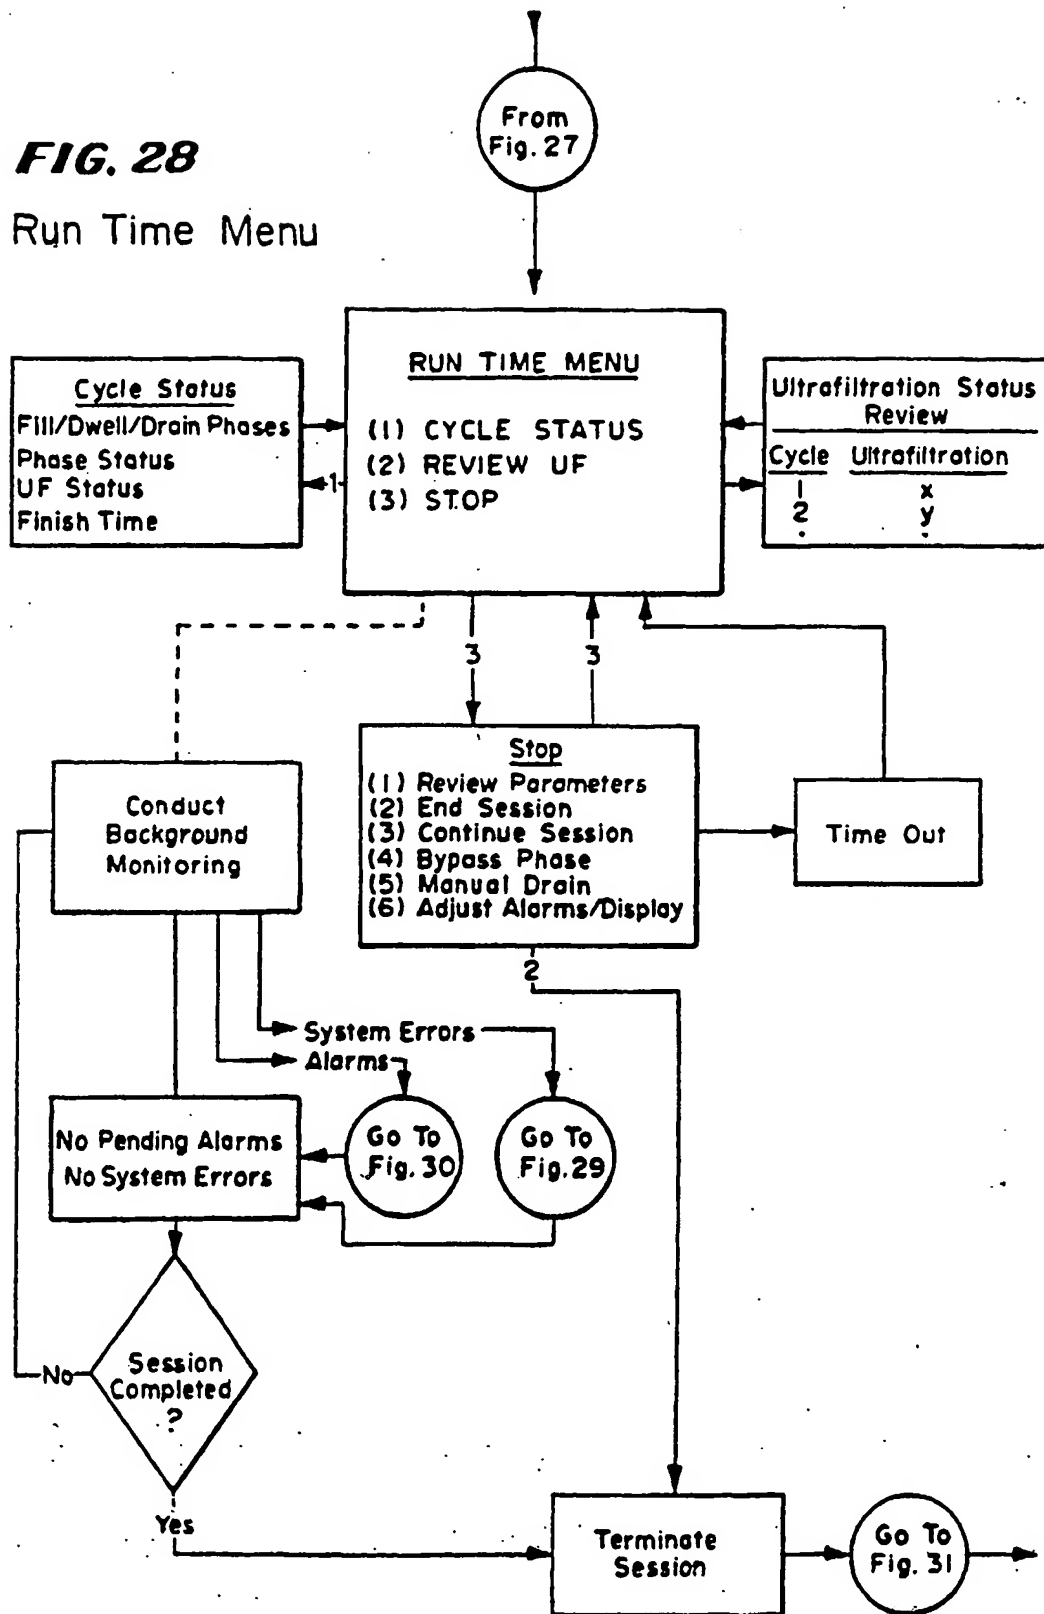 From
Fig. 27
FIG. 28
Run Time Menu
RUN TIME MENU
(1) CYCLE STATUS
(2) REVIEW UF
(3) STOP
Cycle Status
Fill/Dwell/Drain Phases
Phase Status
UF Status
Finish Time
1
Ultrafiltration Status
Review
Cycle Ultrafiltration
1 x
2 y
. .
3
3
Stop
(1) Review Parameters
(2) End Session
(3) Continue Session
(4) Bypass Phase
(5) Manual Drain
(6) Adjust Alarms/Display
Time Out
Conduct
Background
Monitoring
2
System Errors
Alarms
No Pending Alarms
No System Errors
Go To
Fig. 30
Go To
Fig. 29
Session
Completed
?
No
Yes
Terminate
Session
Go To
Fig. 31